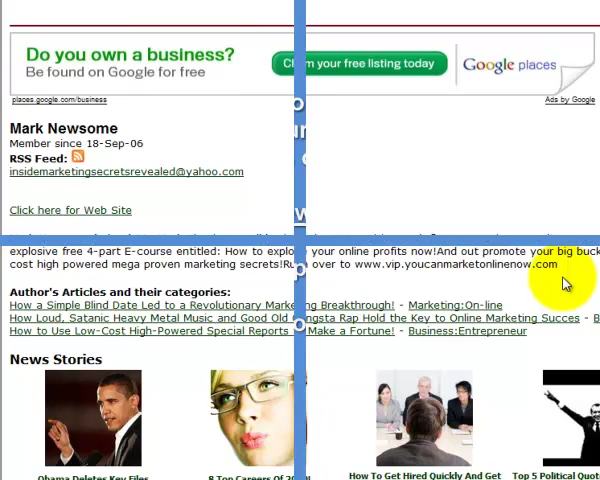 Do you own a business?
Be found on Google for free
Claim your free listing today
Google places
places.google.com/business
Ads by Google
Mark Newsome
Member since 18-Sep-06
RSS Feed:
insidemarketingsecretsrevealed@yahoo.com
Click here for Web Site
explosive free 4-part E-course entitled: How to your online profits now!And out promote your big
cost high powered mega proven marketing secrets! over to www.vip.youcanmarketonlinenow.com
Author's Articles and their categories:
How a Simple Blind Date Led to a Revolutionary Breakthrough! - Marketing:On-line
How Loud, Satanic Heavy Metal Music and Good Old Rap Hold the Key to Online Marketing Succes -
How to Use Low-Cost High-Powered Special Reports Make a Fortune! - Business:Entrepreneur
News Stories
Obama Deletes Key Files
8 Top Careers Of
How To Get Hired Quickly And Get
Top 5 Political